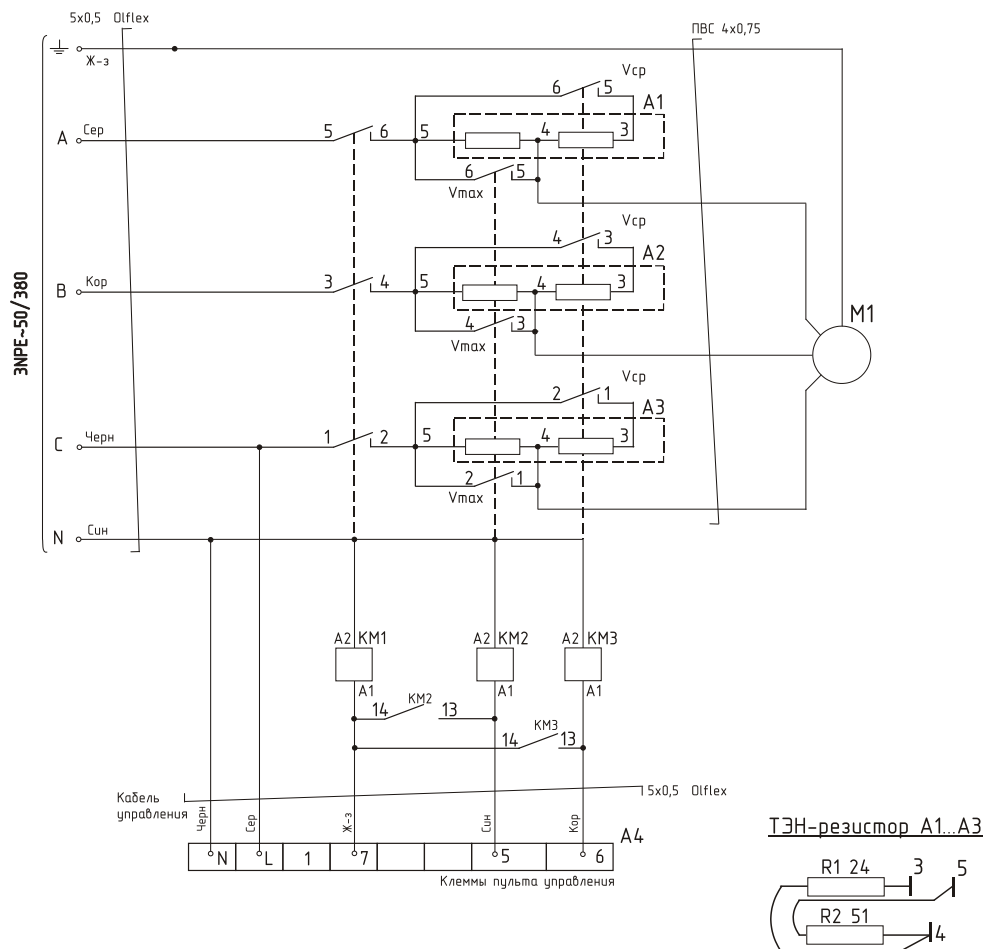 5x0,5 Olflex
ПВС 4x0,75
Ж-з
Vср
6 5
A1
A Сер 5 6 5 4 3
6 5
Vmax
Vср
4 3
A2
B Кор 3 4 5 4 3
4 3
Vmax
M1
3NPE~50/380
Vср
2 1
A3
C Черн 1 2 5 4 3
2 1
Vmax
N Син
A2 KM1 A2 KM2 A2 KM3
A1 A1 A1
KM2
14 13
KM3
14 13
Кабель
управления
5x0,5 Olflex
Черн Сер Ж-з Син Кор
A4
N L 1 7 5 6
Клеммы пульта управления
ТЭН-резистор A1...A3
R1 24 3 5
R2 51 4